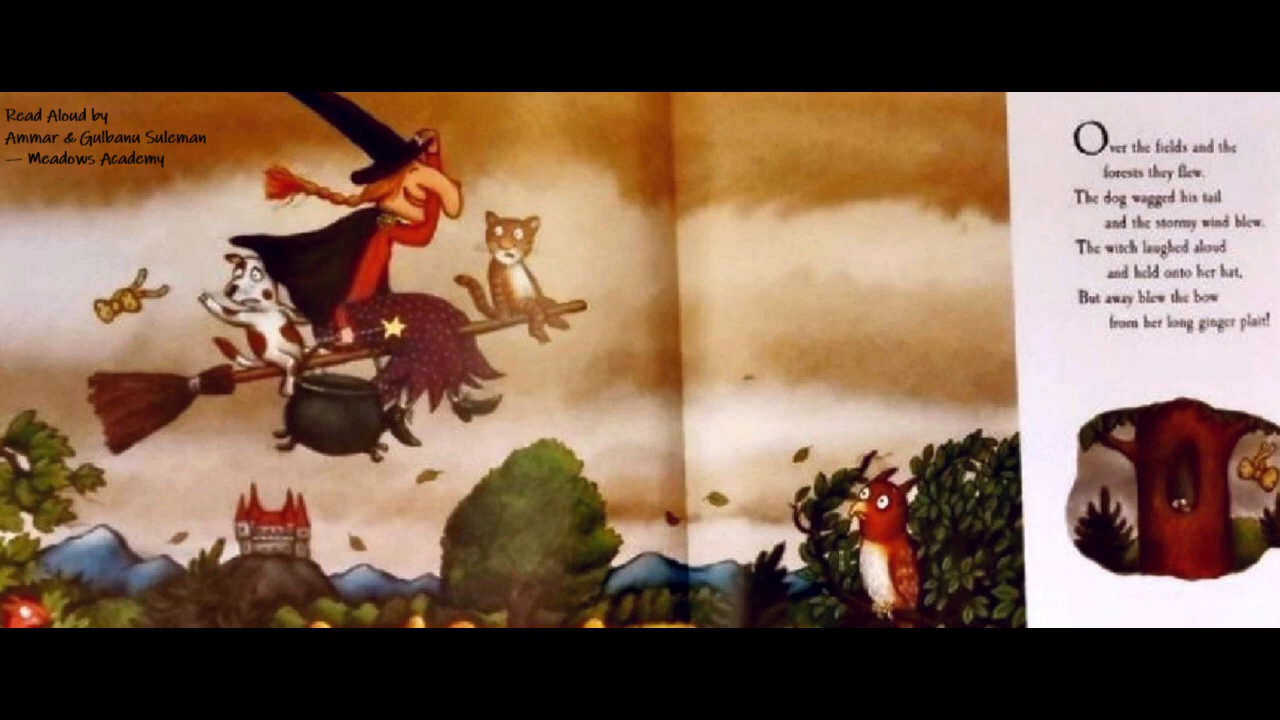 Read Aloud by
Ammar & Gulbanu Suleman
— Meadows Academy
Over the fields and the
forests they flew.
The dog wagged his tail
and the stormy wind blew.
The witch laughed aloud
and held onto her hat,
But away blew the bow
from her long ginger plait!